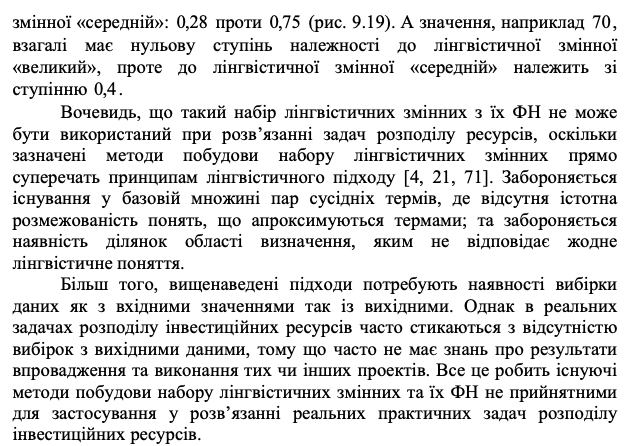 змінної «середній»: 0,28 проти 0,75 (рис. 9.19). А значення, наприклад 70,
взагалі має нульову ступінь належності до лінгвістичної змінної
«великий», проте до лінгвістичної змінної «середній» належить зі
ступінню 0,4.
Вочевидь, що такий набір лінгвістичних змінних з їх ФН не може
бути використаний при розв’язанні задач розподілу ресурсів, оскільки
зазначені методи побудови набору лінгвістичних змінних прямо
суперечать принципам лінгвістичного підходу [4, 21, 71]. Забороняється
існування у базовій множині пар сусідніх термів, де відсутня істотна
розмежованість понять, що апроксимуються термами; та забороняється
наявність ділянок області визначення, яким не відповідає жодне
лінгвістичне поняття.
Більш того, вищенаведені підходи потребують наявності вибірки
даних як з вхідними значеннями так із вихідними. Однак в реальних
задачах розподілу інвестиційних ресурсів часто стикаються з відсутністю
вибірок з вихідними даними, тому що часто не має знань про результати
впровадження та виконання тих чи інших проектів. Все це робить існуючі
методи побудови набору лінгвістичних змінних та їх ФН не прийнятними
для застосування у розв’язанні реальних практичних задач розподілу
інвестиційних ресурсів.